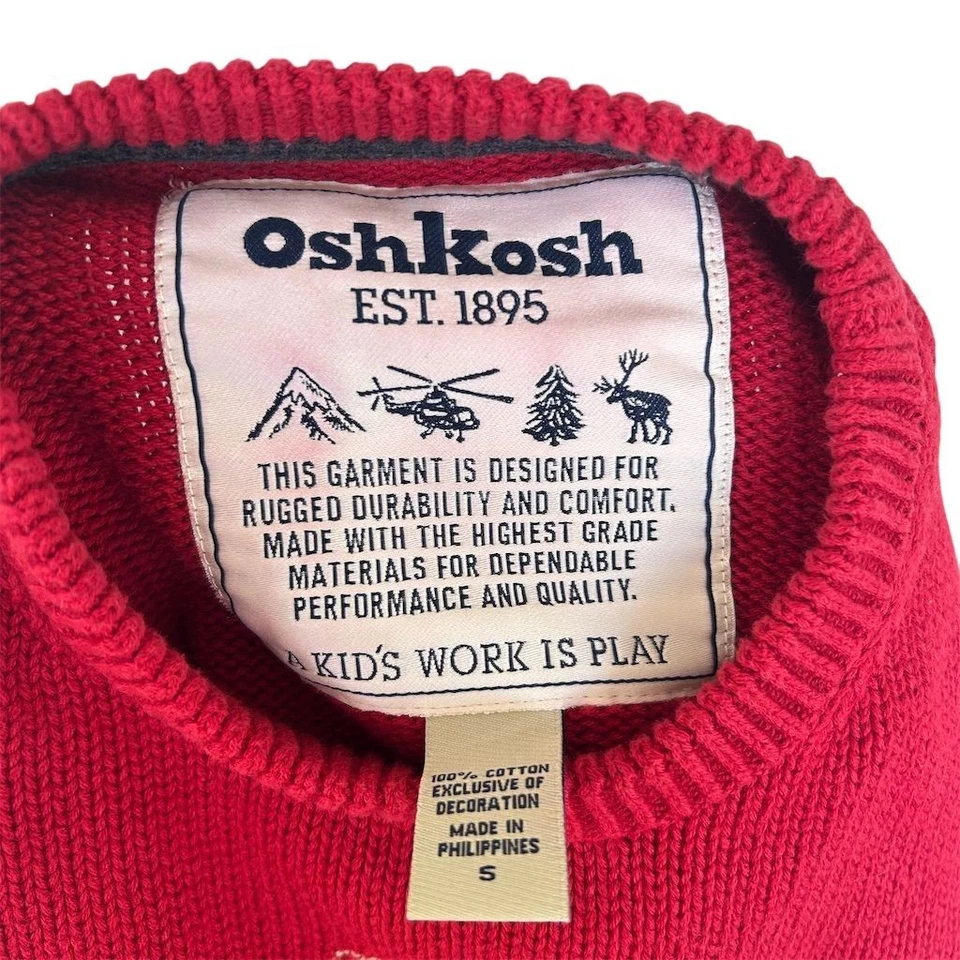 OshKosh
EST. 1895
THIS GARMENT IS DESIGNED FOR
RUGGED DURABILITY AND COMFORT.
MADE WITH THE HIGHEST GRADE
MATERIALS FOR DEPENDABLE
PERFORMANCE AND QUALITY.
A KID'S WORK IS PLAY
100% COTTON
EXCLUSIVE OF
DECORATION
MADE IN
PHILIPPINES
5